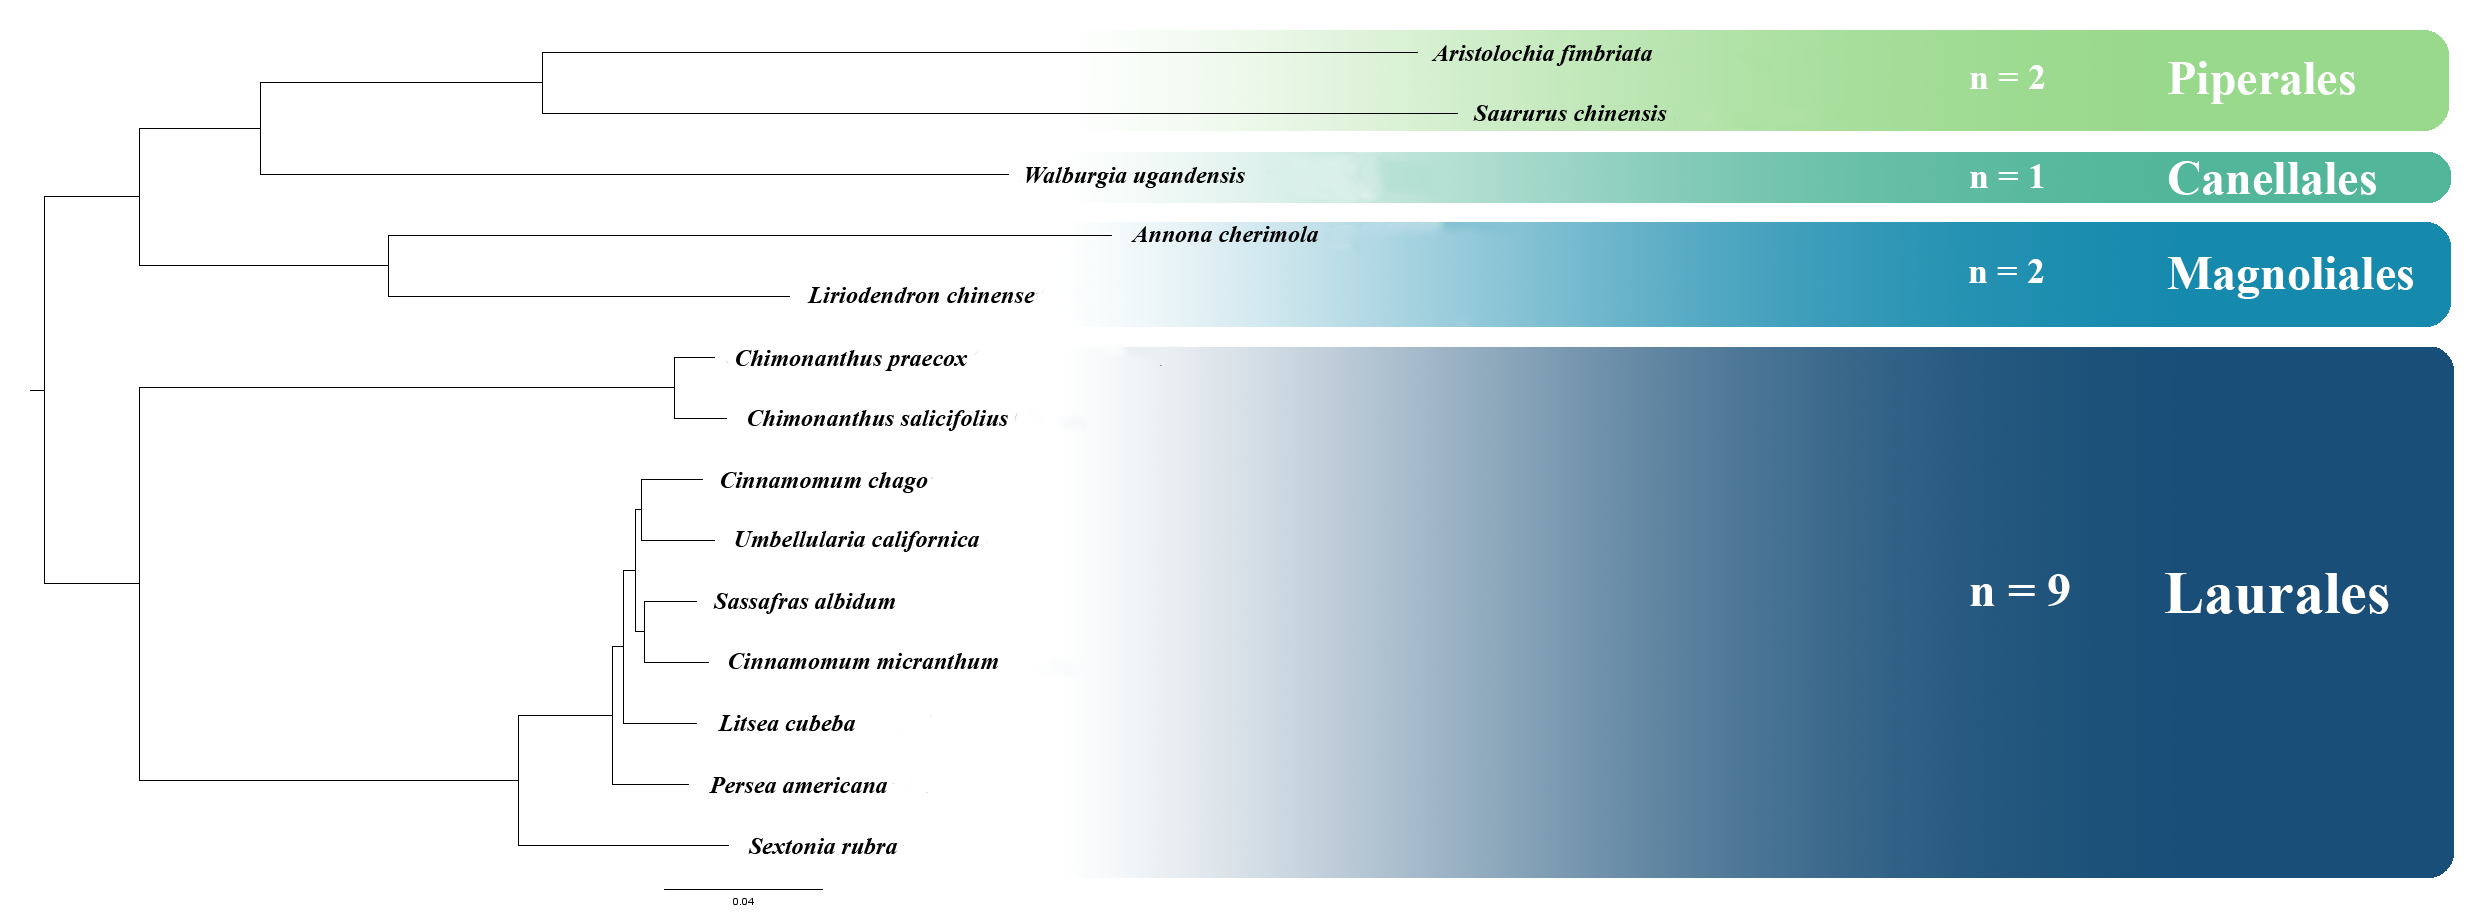 Aristolochia fimbriata
Saururus chinensis
n = 2
Piperales
Walburgia ugandensis
n = 1
Canellales
Annona cherimola
Liriodendron chinense
n = 2
Magnoliales
Chimonanthus praecox
Chimonanthus salicifolius
Cinnamomum chago
Umbellularia californica
Sassafras albidum
Cinnamomum micranthum
Litsea cubeba
Persea americana
Sextonia rubra
n = 9
Laurales
0.04